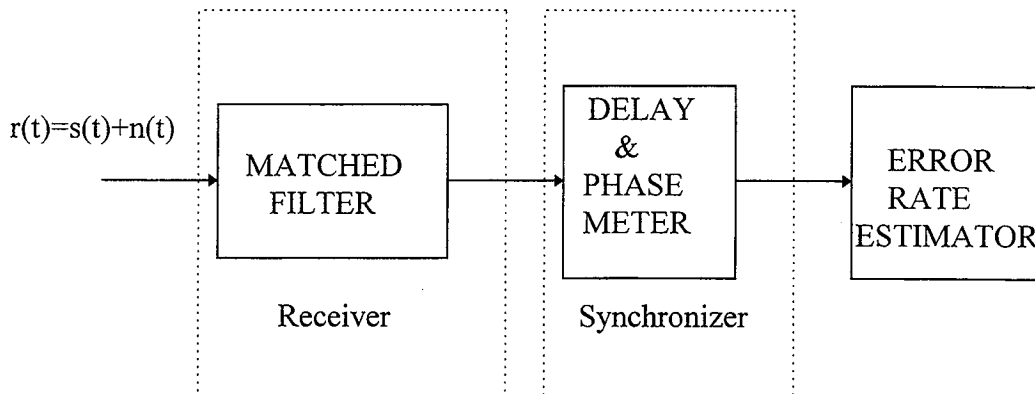 r(t)=s(t)+n(t)
MATCHED
FILTER
Receiver
DELAY
&
PHASE
METER
Synchronizer
ERROR
RATE
ESTIMATOR